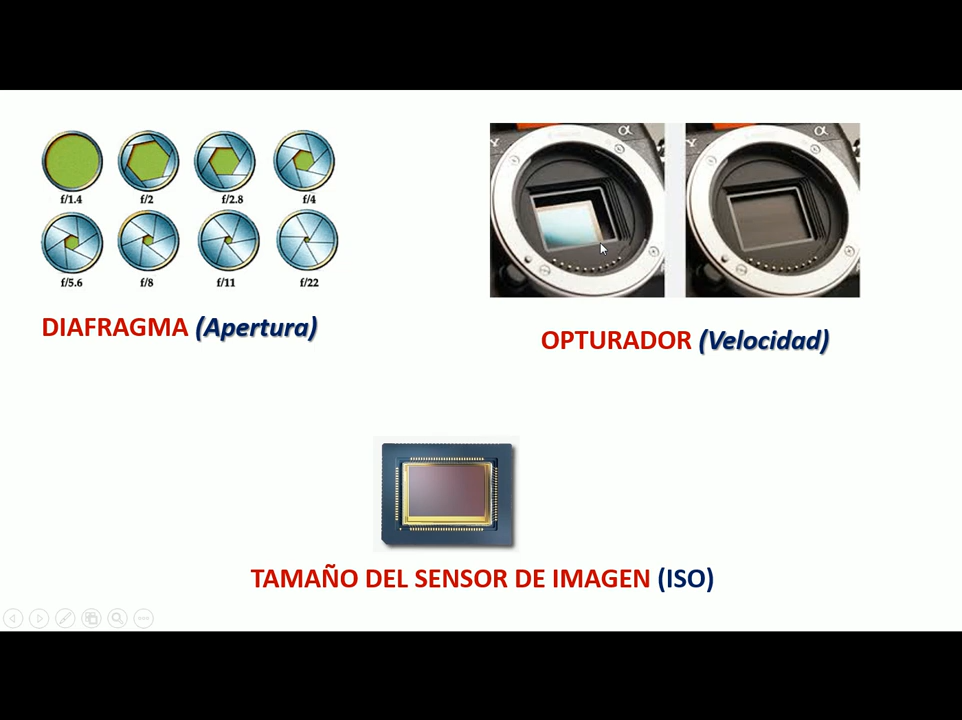 f/1.4 f/2 f/2.8 f/4
f/5.6 f/8 f/11 f/22
DIAFRAGMA (Apertura)
α α
OPTURADOR (Velocidad)
TAMAÑO DEL SENSOR DE IMAGEN (ISO)